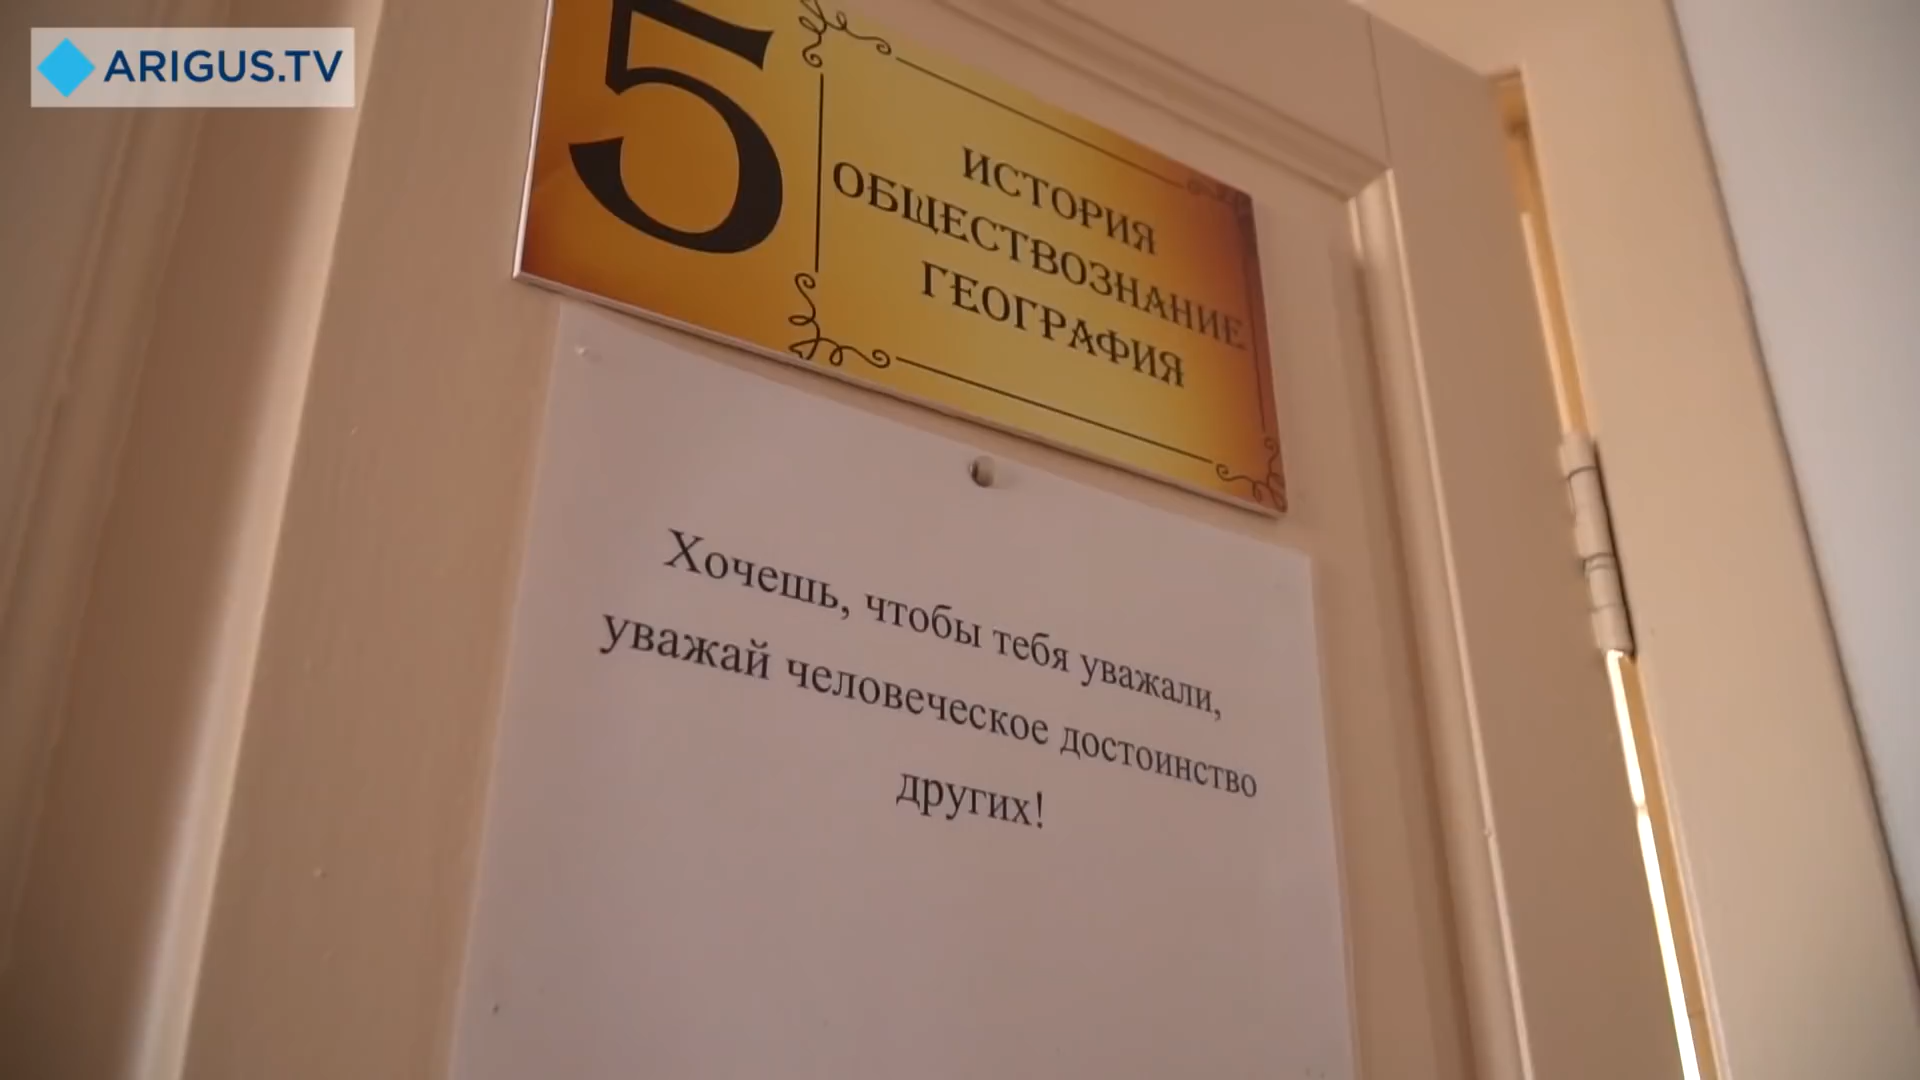 ARIGUS.TV
5
ИСТОРИЯ
ОБЩЕСТВОЗНАНИЕ
ГЕОГРАФИЯ
Хочешь, чтобы тебя уважали,
уважай человеческое достоинство
других!